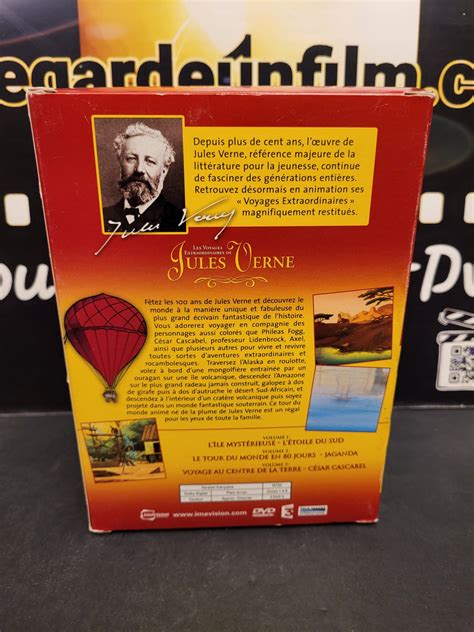 egardeunfilm.c
Depuis plus de cent ans, l'œuvre de
Jules Verne, référence majeure de la
littérature pour la jeunesse, continue
de fasciner des générations entières.
Retrouvez désormais en animation ses
« Voyages Extraordinaires »
magnifiquement restitués.
Jules Verne
LES VOYAGES
EXTRAORDINAIRES DE
JULES VERNE
Fêtez les 100 ans de Jules Verne et découvrez le
monde à la manière unique et fabuleuse du
plus grand écrivain fantastique de l'histoire.
Vous adorerez voyager en compagnie des
personnages aussi colorés que Phileas Fogg,
César Cascabel, professeur Lidenbrock, Axel,
ainsi que plusieurs autres pour vivre et revivre
toutes sortes d'aventures extraordinaires et
rocambolesques. Traversez l'Alaska en roulotte,
volez à bord d'une mongolfière entraînée par un
ouragan sur une île volcanique, descendez l'Amazone
sur le plus grand radeau jamais construit, galopez à dos
de girafe puis à dos d'autruche le désert Sud-Africain, et
descendez à l'intérieur d'un cratère volcanique puis soyez
projeté dans un monde fantastique souterrain. Ce tour du
monde animé né de la plume de Jules Verne est un régal
pour les yeux de toute la famille.
VOLUME 1:
L'ÎLE MYSTÉRIEUSE - L'ÉTOILE DU SUD
VOLUME 2:
LE TOUR DU MONDE EN 80 JOURS - JAGANDA
VOLUME 3:
VOYAGE AU CENTRE DE LA TERRE - CÉSAR CASCABEL
Version française NTSC
Dolby Digital Plein écran
Couleur
www.imavision.com DVD